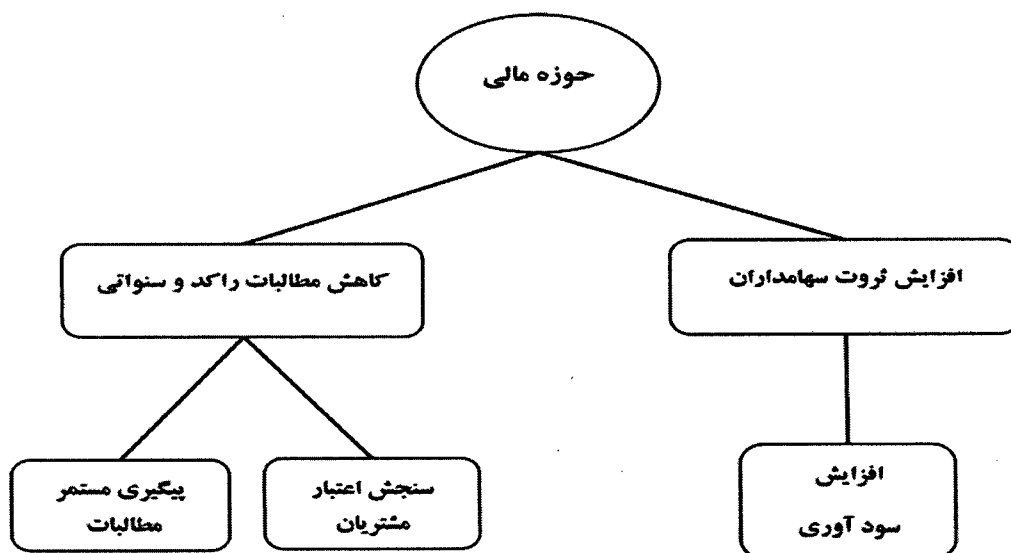 حوزه مالی
افزایش ثروت سهامداران
کاهش مطالبات راکد و سنواتی
افزایش
سود آوری
سنجش اعتبار
مشتریان
پیگیری مستمر
مطالبات